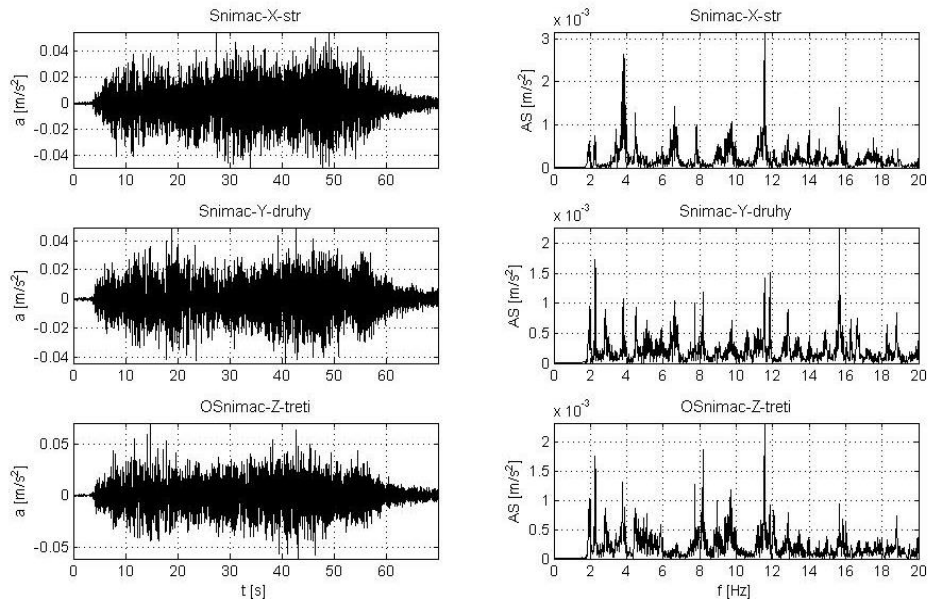 Snimac-X-str
a [m/s²]
0.04
0.02
0
-0.02
-0.04
0 10 20 30 40 50 60
Snimac-X-str
x 10⁻³
AS [m/s²]
3
2
1
0
0 2 4 6 8 10 12 14 16 18 20
Snimac-Y-druhy
a [m/s²]
0.04
0.02
0
-0.02
-0.04
0 10 20 30 40 50 60
Snimac-Y-druhy
x 10⁻³
AS [m/s²]
2
1.5
1
0.5
0
0 2 4 6 8 10 12 14 16 18 20
OSnimac-Z-treti
a [m/s²]
0.05
0
-0.05
0 10 20 30 40 50 60
t [s]
OSnimac-Z-treti
x 10⁻³
AS [m/s²]
2
1.5
1
0.5
0
0 2 4 6 8 10 12 14 16 18 20
f [Hz]